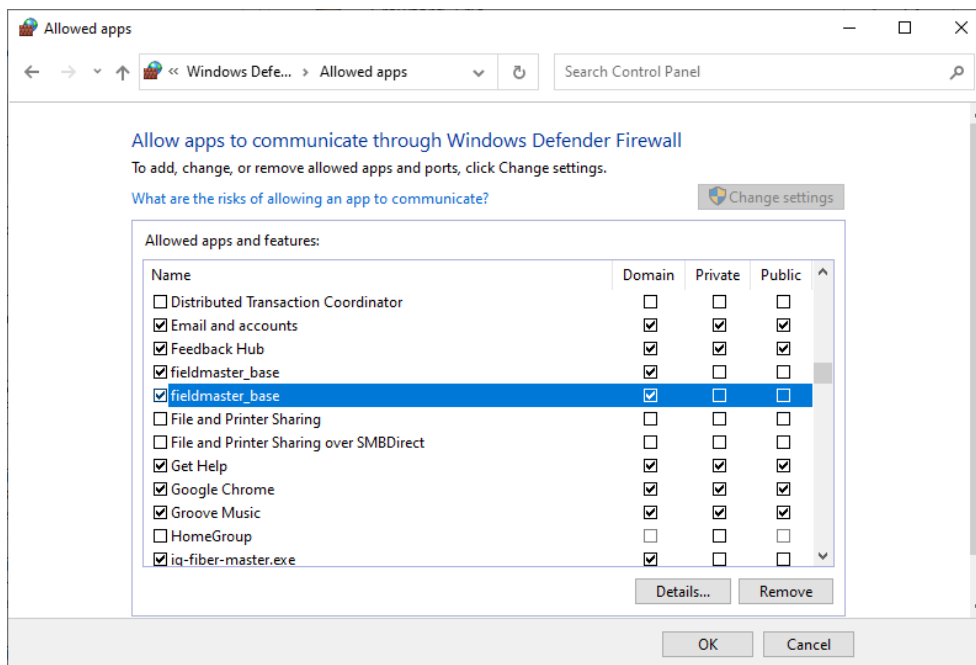 Allowed apps
« Windows Defe... > Allowed apps
Search Control Panel
Allow apps to communicate through Windows Defender Firewall
To add, change, or remove allowed apps and ports, click Change settings.
What are the risks of allowing an app to communicate?
Change settings
Allowed apps and features:
Name Domain Private Public
Distributed Transaction Coordinator
Email and accounts
Feedback Hub
fieldmaster_base
fieldmaster_base
File and Printer Sharing
File and Printer Sharing over SMBDirect
Get Help
Google Chrome
Groove Music
HomeGroup
iq-fiber-master.exe
Details... Remove
OK Cancel